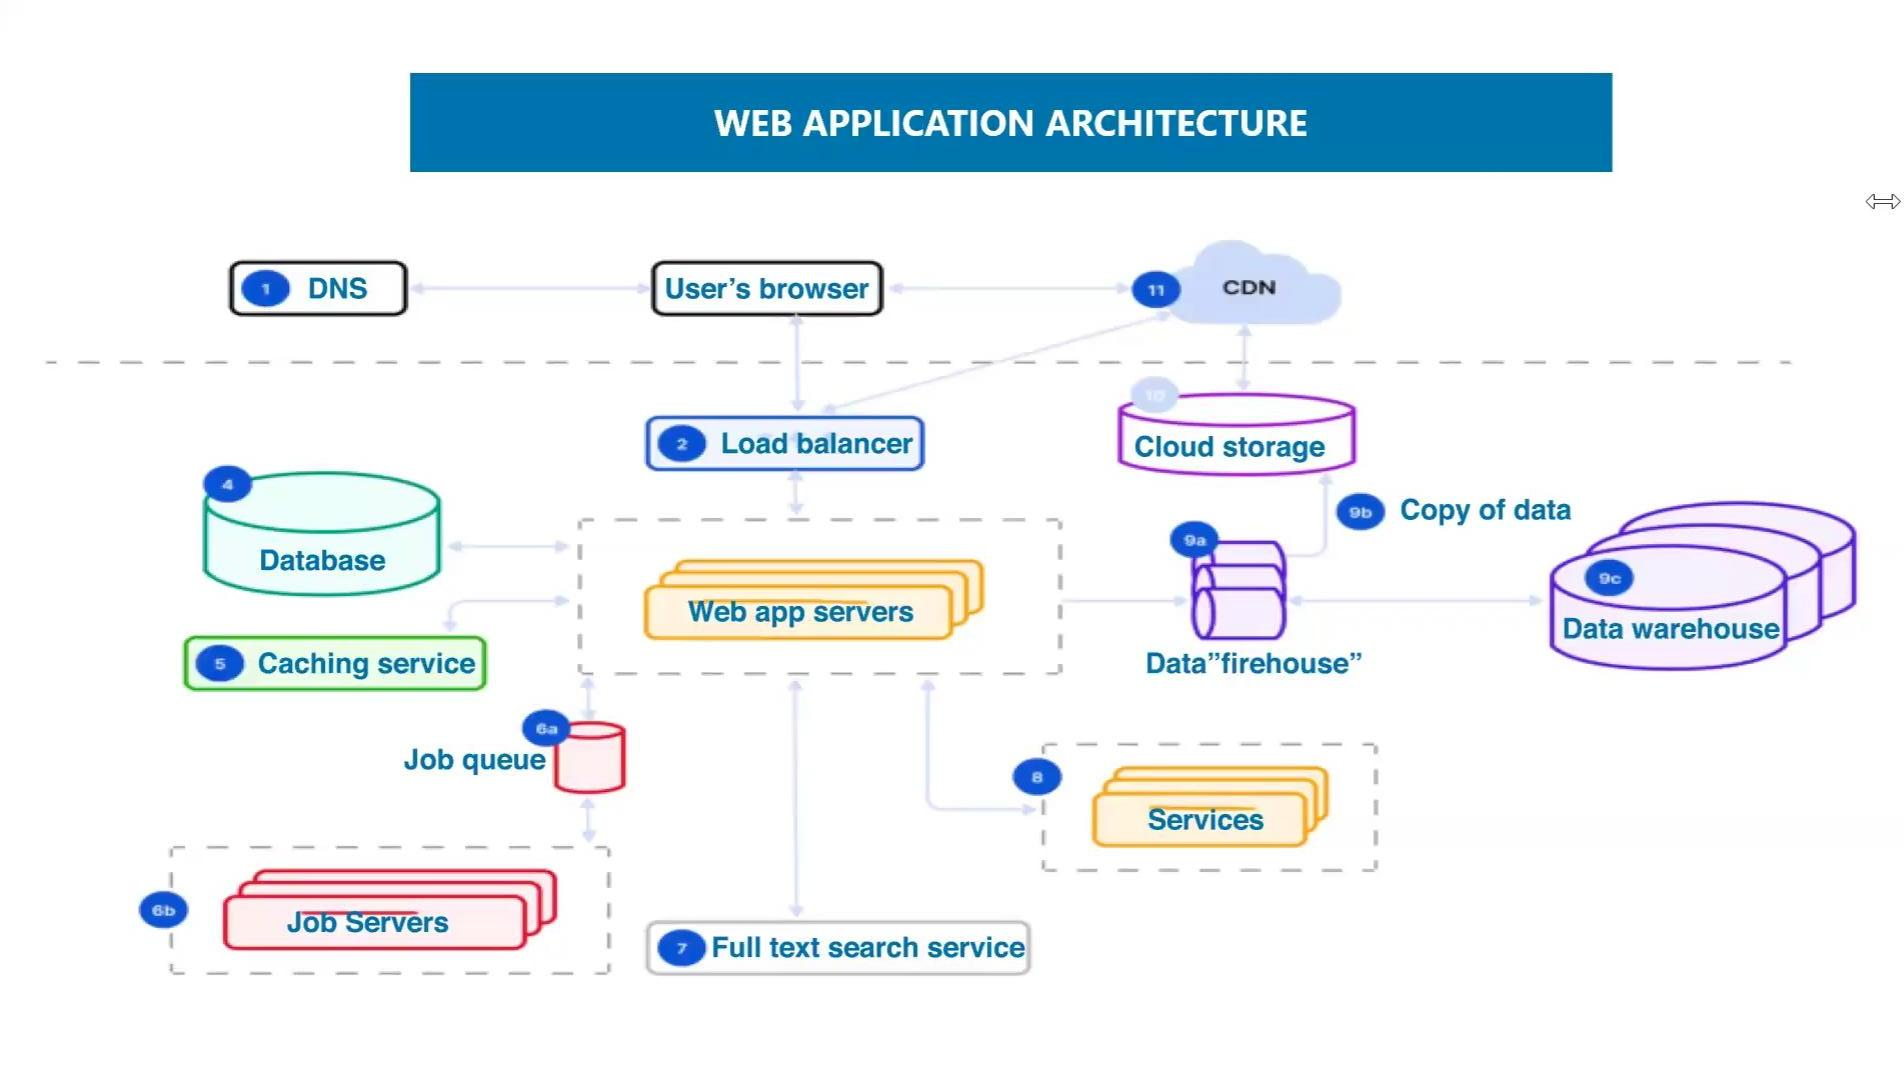 WEB APPLICATION ARCHITECTURE
1 DNS
User’s browser
11 CDN
10
Cloud storage
2 Load balancer
4
Database
9b Copy of data
9a
9c
Data warehouse
Web app servers
Data”firehouse”
5 Caching service
6a
Job queue
8
Services
6b
Job Servers
7 Full text search service